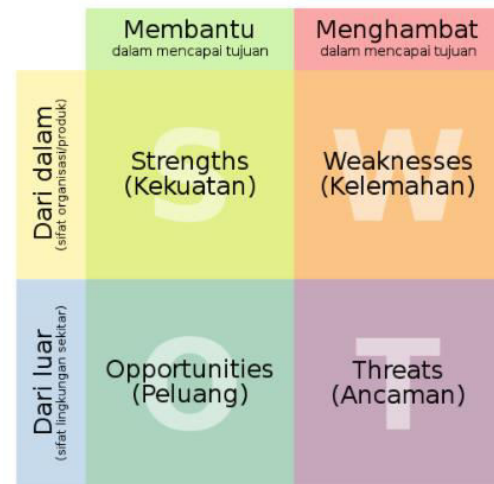 Membantu
dalam mencapai tujuan
Menghambat
dalam mencapai tujuan
Dari dalam
(sifat organisasi/produk)
S
Strengths
(Kekuatan)
W
Weaknesses
(Kelemahan)
Dari luar
(sifat lingkungan sekitar)
O
Opportunities
(Peluang)
T
Threats
(Ancaman)